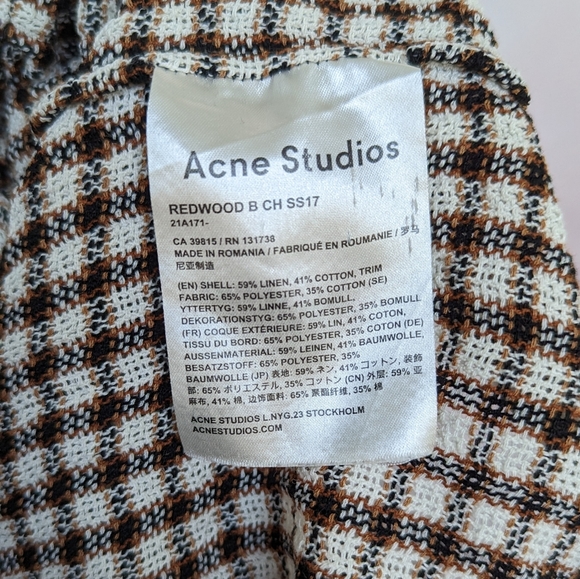 Acne Studios
REDWOOD B CH SS17
21A171-
CA 39815 / RN 131738
MADE IN ROMANIA / FABRIQUÉ EN ROUMANIE / 罗马
尼亚制造
(EN) SHELL: 59% LINEN, 41% COTTON, TRIM
FABRIC: 65% POLYESTER, 35% COTTON (SE)
YTTERTYG: 59% LINNE, 41% BOMULL,
DEKORATIONSTYG: 65% POLYESTER, 35% BOMULL
(FR) COQUE EXTÉRIEURE: 59% LIN, 41% COTON,
TISSU DU BORD: 65% POLYESTER, 35% COTON (DE)
AUSSENMATERIAL: 59% LEINEN, 41% BAUMWOLLE,
BESATZSTOFF: 65% POLYESTER, 35%
BAUMWOLLE (JP) 表地: 59% ネン, 41% コットン, 装飾
部: 65% ポリエステル, 35% コットン (CN) 外层: 59% 亚
麻布, 41% 棉, 边饰面料: 65% 聚酯纤维, 35% 棉
ACNE STUDIOS L.NYG.23 STOCKHOLM
ACNESTUDIOS.COM